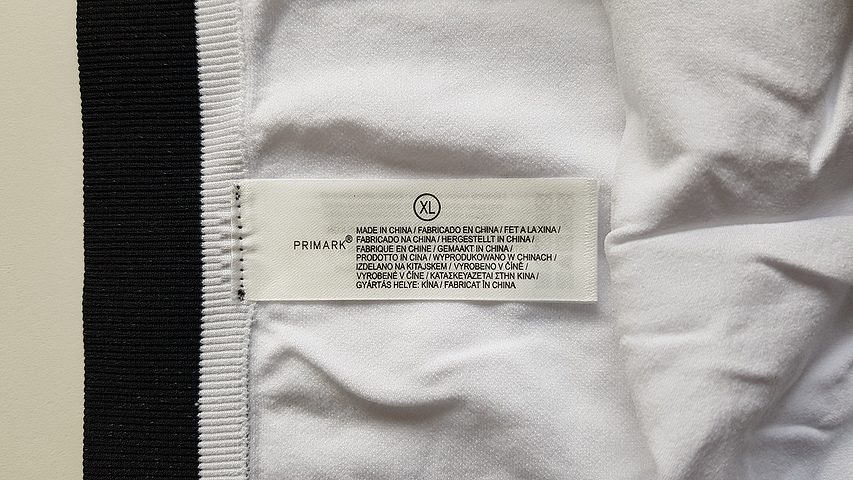 XL
PRIMARK®
MADE IN CHINA / FABRICADO EN CHINA / FET A LA XINA /
FABRICADO NA CHINA / HERGESTELLT IN CHINA /
FABRIQUE EN CHINE / GEMAAKT IN CHINA /
PRODOTTO IN CINA / WYPRODUKOWANO W CHINACH /
IZDELANO NA KITAJSKEM / VYROBENO V ČÍNĚ /
VYROBENÉ V ČÍNE / ΚΑΤΑΣΚΕΥΑΖΕΤΑΙ ΣΤΗΝ ΚΙΝΑ /
GYÁRTÁS HELYE: KÍNA / FABRICAT ÎN CHINA